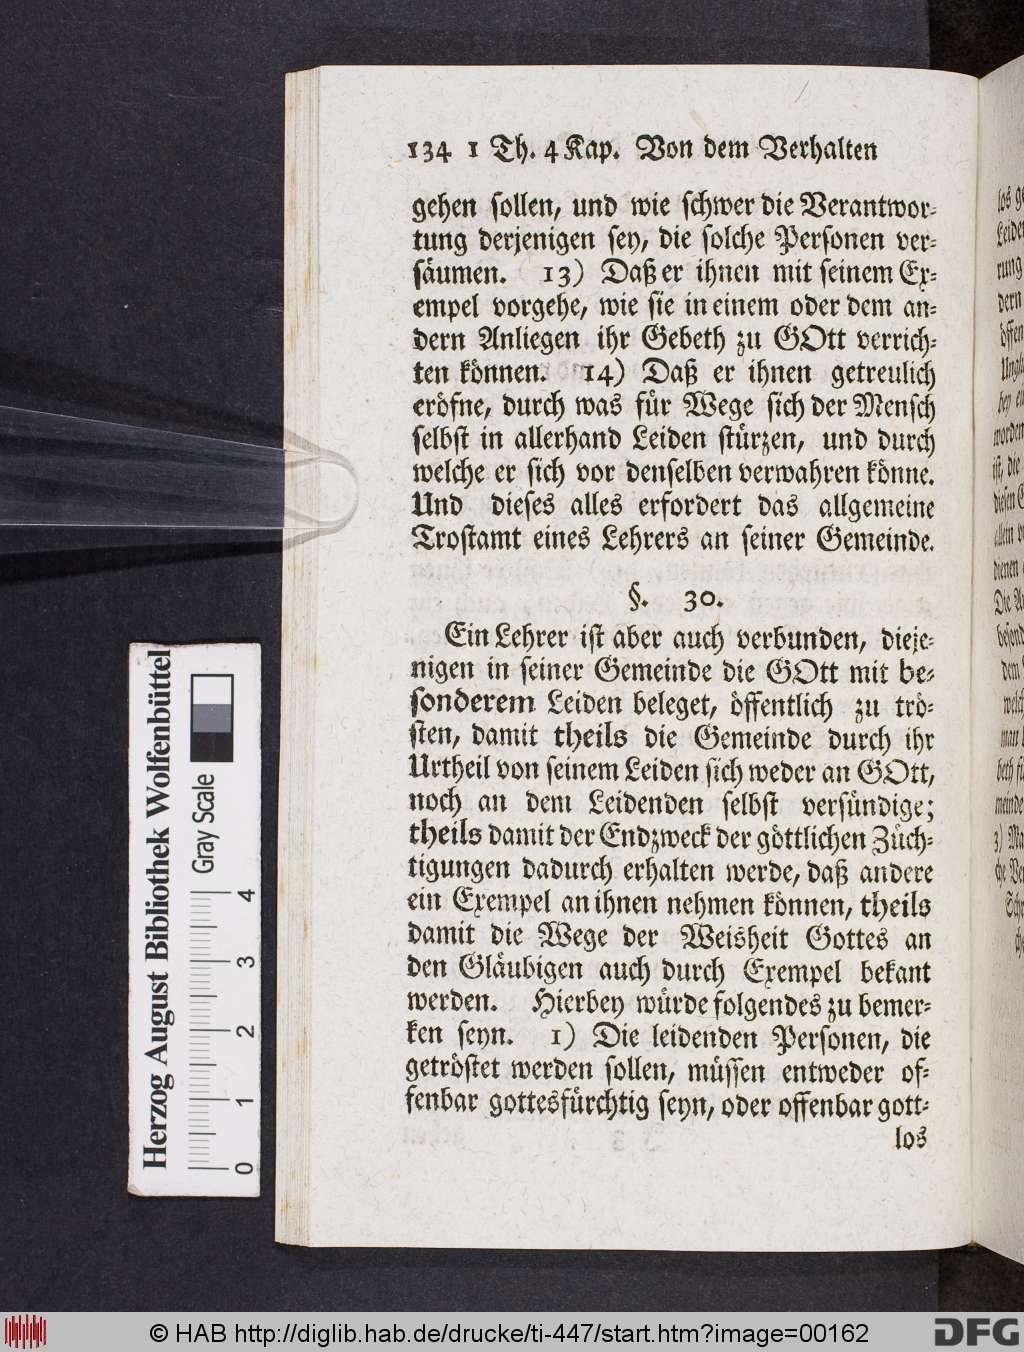 134 1 Th. 4 Kap. Von dem Verhalten
gehen sollen, und wie schwer die Verantwor-
tung derjenigen sey, die solche Personen ver-
säumen. 13) Daß er ihnen mit seinem Ex-
empel vorgehe, wie sie in einem oder dem an-
dern Anliegen ihr Gebeth zu GOtt verrich-
ten können. 14) Daß er ihnen getreulich
eröfne, durch was für Wege sich der Mensch
selbst in allerhand Leiden stürzen, und durch
welche er sich vor denselben verwahren könne.
Und dieses alles erfordert das allgemeine
Trostamt eines Lehrers an seiner Gemeinde.
§. 30.
Ein Lehrer ist aber auch verbunden, dieje-
nigen in seiner Gemeinde die GOtt mit be-
sonderem Leiden beleget, öffentlich zu trö-
sten, damit theils die Gemeinde durch ihr
Urtheil von seinem Leiden sich weder an GOtt,
noch an dem Leidenden selbst versündige;
theils damit der Endzweck der göttlichen Züch-
tigungen dadurch erhalten werde, daß andere
ein Exempel an ihnen nehmen können, theils
damit die Wege der Weisheit Gottes an
den Gläubigen auch durch Exempel bekant
werden. Hierbey würde folgendes zu bemer-
ken seyn. 1) Die leidenden Personen, die
getröstet werden sollen, müssen entweder of-
fenbar gottesfürchtig seyn, oder offenbar gott-
los
Herzog August Bibliothek Wolfenbüttel
Gray Scale
0 1 2 3 4
© HAB http://diglib.hab.de/drucke/ti-447/start.htm?image=00162
DFG